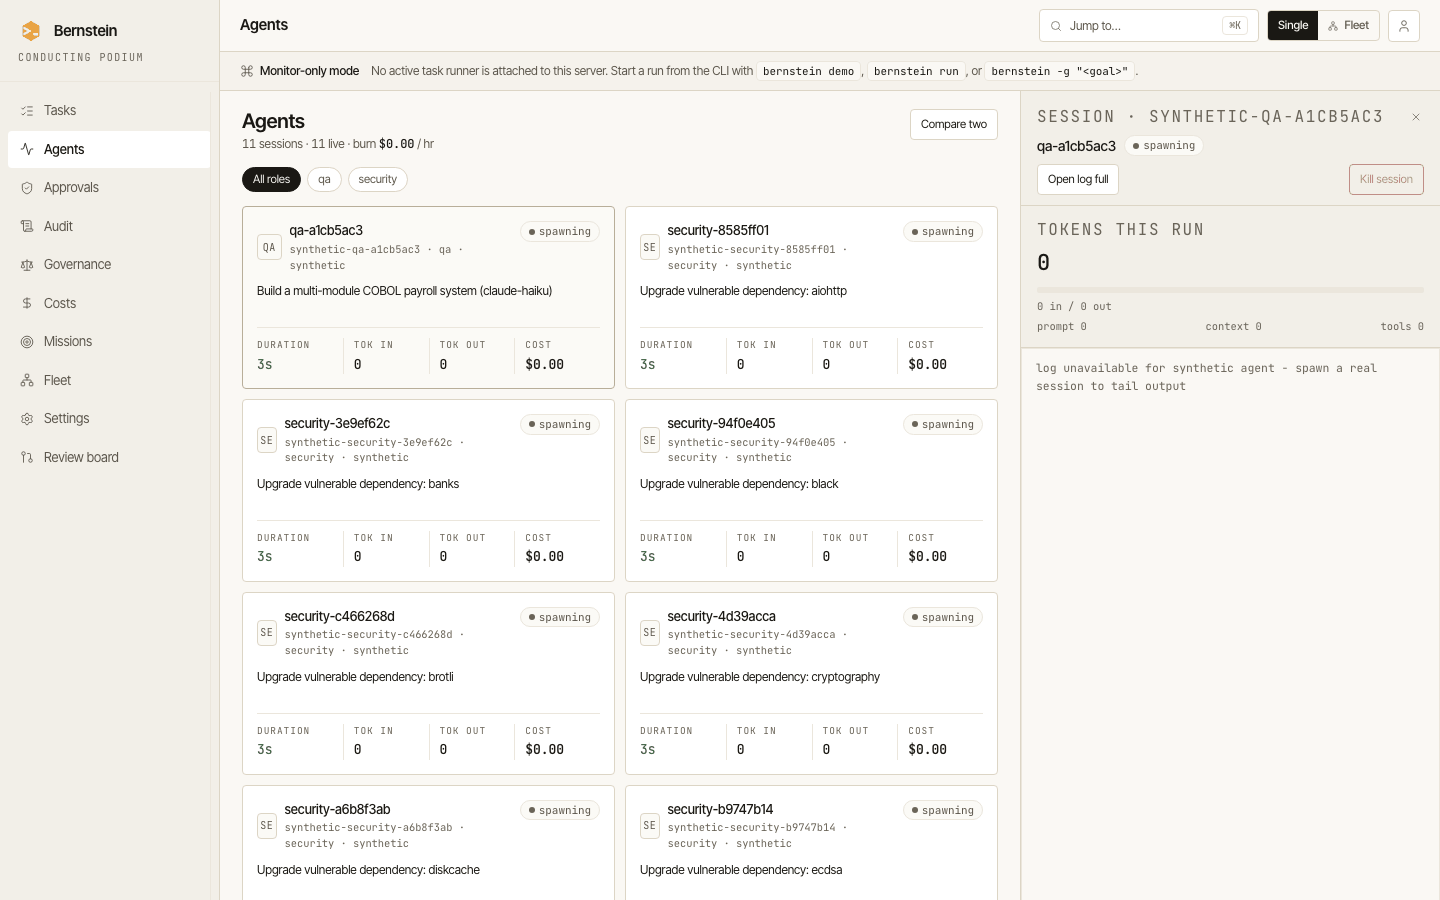 Bernstein
CONDUCTING PODIUM
Tasks
Agents
Approvals
Audit
Governance
Costs
Missions
Fleet
Settings
Review board
Agents
Jump to...
⌘K
Single
Fleet
Monitor-only mode No active task runner is attached to this server. Start a run from the CLI with bernstein demo, bernstein run, or bernstein -g "<goal>".
Agents
11 sessions · 11 live · burn $0.00 / hr
Compare two
All roles
qa
security
QA
qa-a1cb5ac3
spawning
synthetic-qa-a1cb5ac3 · qa ·
synthetic
Build a multi-module COBOL payroll system (claude-haiku)
DURATION TOK IN TOK OUT COST
3s 0 0 $0.00
SE
security-8585ff01
spawning
synthetic-security-8585ff01 ·
security · synthetic
Upgrade vulnerable dependency: aiohttp
DURATION TOK IN TOK OUT COST
3s 0 0 $0.00
SE
security-3e9ef62c
spawning
synthetic-security-3e9ef62c ·
security · synthetic
Upgrade vulnerable dependency: banks
DURATION TOK IN TOK OUT COST
3s 0 0 $0.00
SE
security-94f0e405
spawning
synthetic-security-94f0e405 ·
security · synthetic
Upgrade vulnerable dependency: black
DURATION TOK IN TOK OUT COST
3s 0 0 $0.00
SE
security-c466268d
spawning
synthetic-security-c466268d ·
security · synthetic
Upgrade vulnerable dependency: brotli
DURATION TOK IN TOK OUT COST
3s 0 0 $0.00
SE
security-4d39acca
spawning
synthetic-security-4d39acca ·
security · synthetic
Upgrade vulnerable dependency: cryptography
DURATION TOK IN TOK OUT COST
3s 0 0 $0.00
SE
security-a6b8f3ab
spawning
synthetic-security-a6b8f3ab ·
security · synthetic
Upgrade vulnerable dependency: diskcache
SE
security-b9747b14
spawning
synthetic-security-b9747b14 ·
security · synthetic
Upgrade vulnerable dependency: ecdsa
SESSION · SYNTHETIC-QA-A1CB5AC3
qa-a1cb5ac3
spawning
Open log full
Kill session
TOKENS THIS RUN
0
0 in / 0 out
prompt 0 context 0 tools 0
log unavailable for synthetic agent - spawn a real
session to tail output